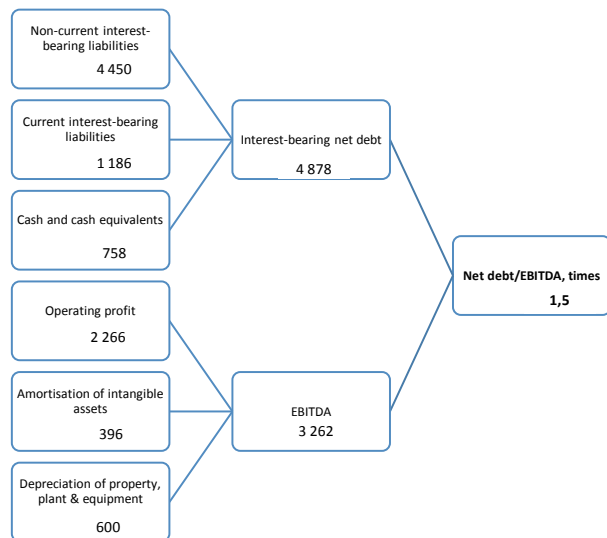 Non-current interest-
bearing liabilities
4 450
Current interest-bearing
liabilities
1 186
Cash and cash equivalents
758
Interest-bearing net debt
4 878
Operating profit
2 266
Amortisation of intangible
assets
396
Depreciation of property,
plant & equipment
600
EBITDA
3 262
Net debt/EBITDA, times
1,5